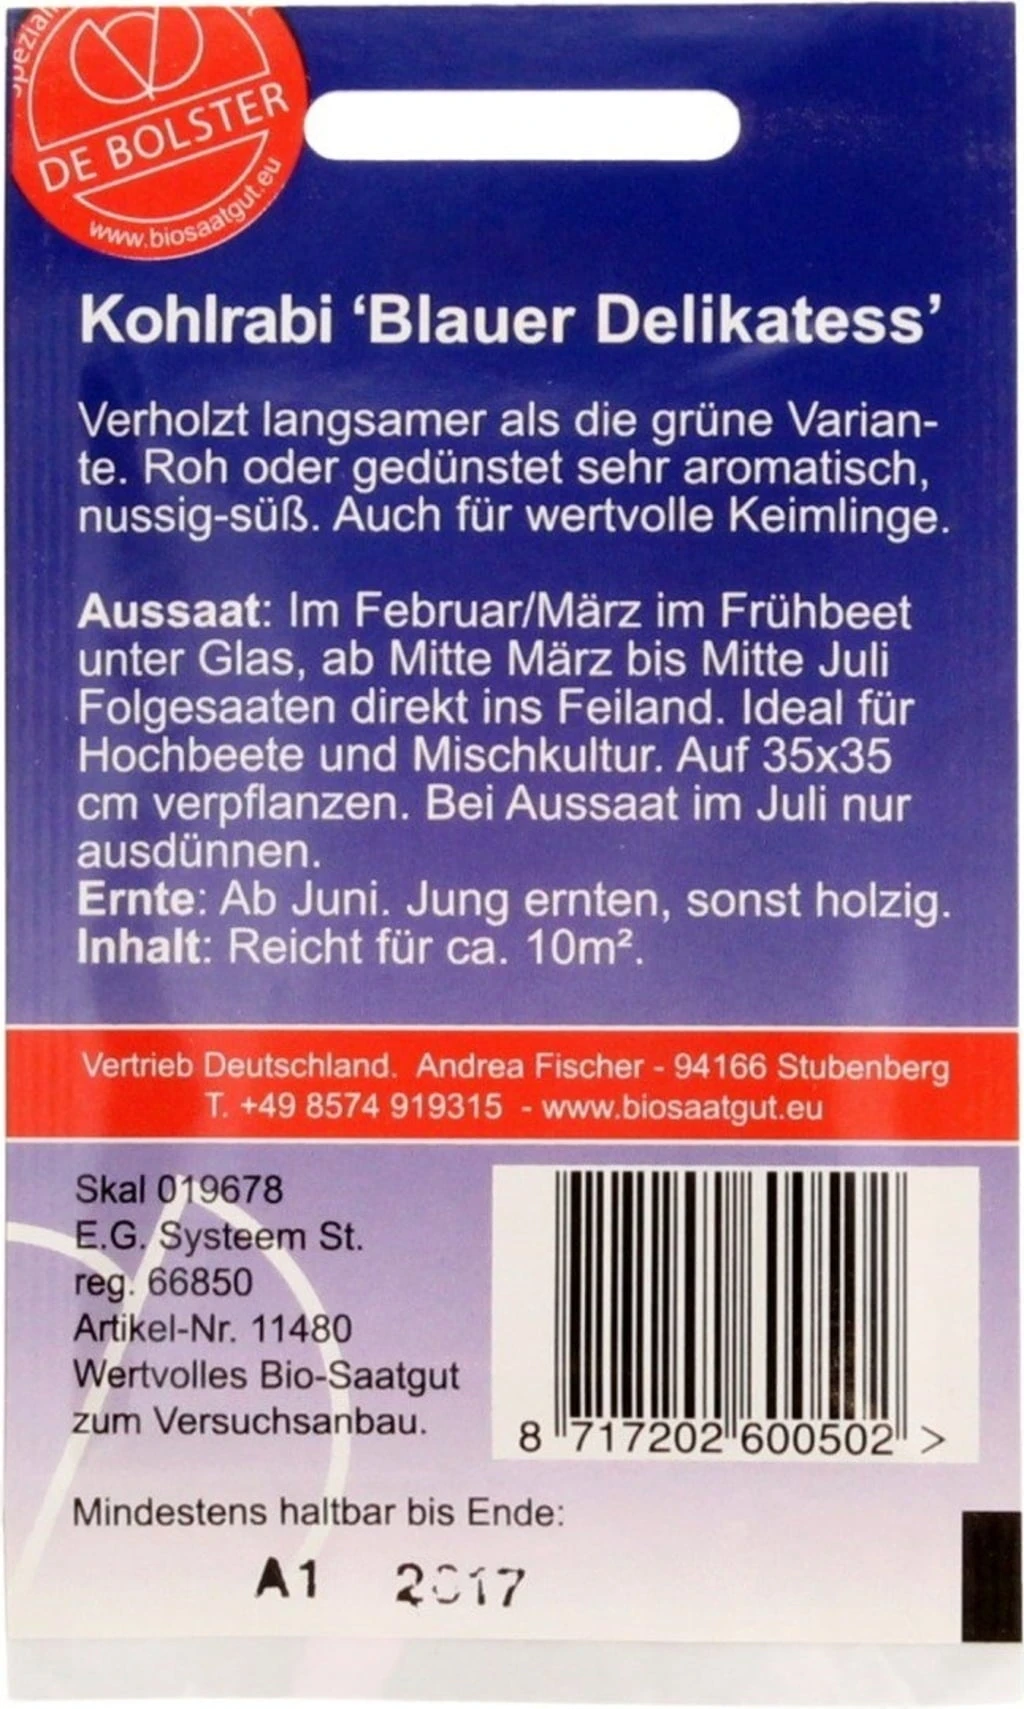 Spezial
DE BOLSTER
www.biosaatgut.eu
Kohlrabi ‘Blauer Delikatess’
Verholzt langsamer als die grüne Varian-
te. Roh oder gedünstet sehr aromatisch,
nussig-süß. Auch für wertvolle Keimlinge.
Aussaat: Im Februar/März im Frühbeet
unter Glas, ab Mitte März bis Mitte Juli
Folgesaaten direkt ins Feiland. Ideal für
Hochbeete und Mischkultur. Auf 35x35
cm verpflanzen. Bei Aussaat im Juli nur
ausdünnen.
Ernte: Ab Juni. Jung ernten, sonst holzig.
Inhalt: Reicht für ca. 10m².
Vertrieb Deutschland. Andrea Fischer - 94166 Stubenberg
T. +49 8574 919315 - www.biosaatgut.eu
Skal 019678
E.G. Systeem St.
reg. 66850
Artikel-Nr. 11480
Wertvolles Bio-Saatgut
zum Versuchsanbau.
8 717202 600502 >
Mindestens haltbar bis Ende:
A1 2017